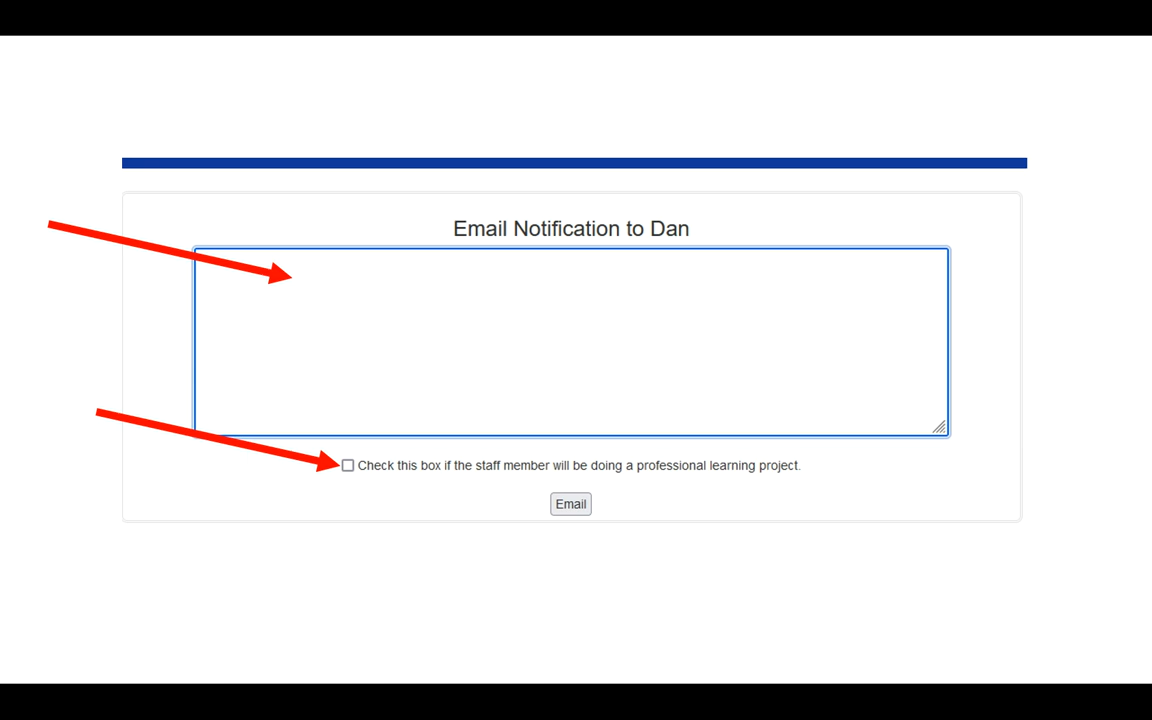 Email Notification to Dan
Check this box if the staff member will be doing a professional learning project.
Email